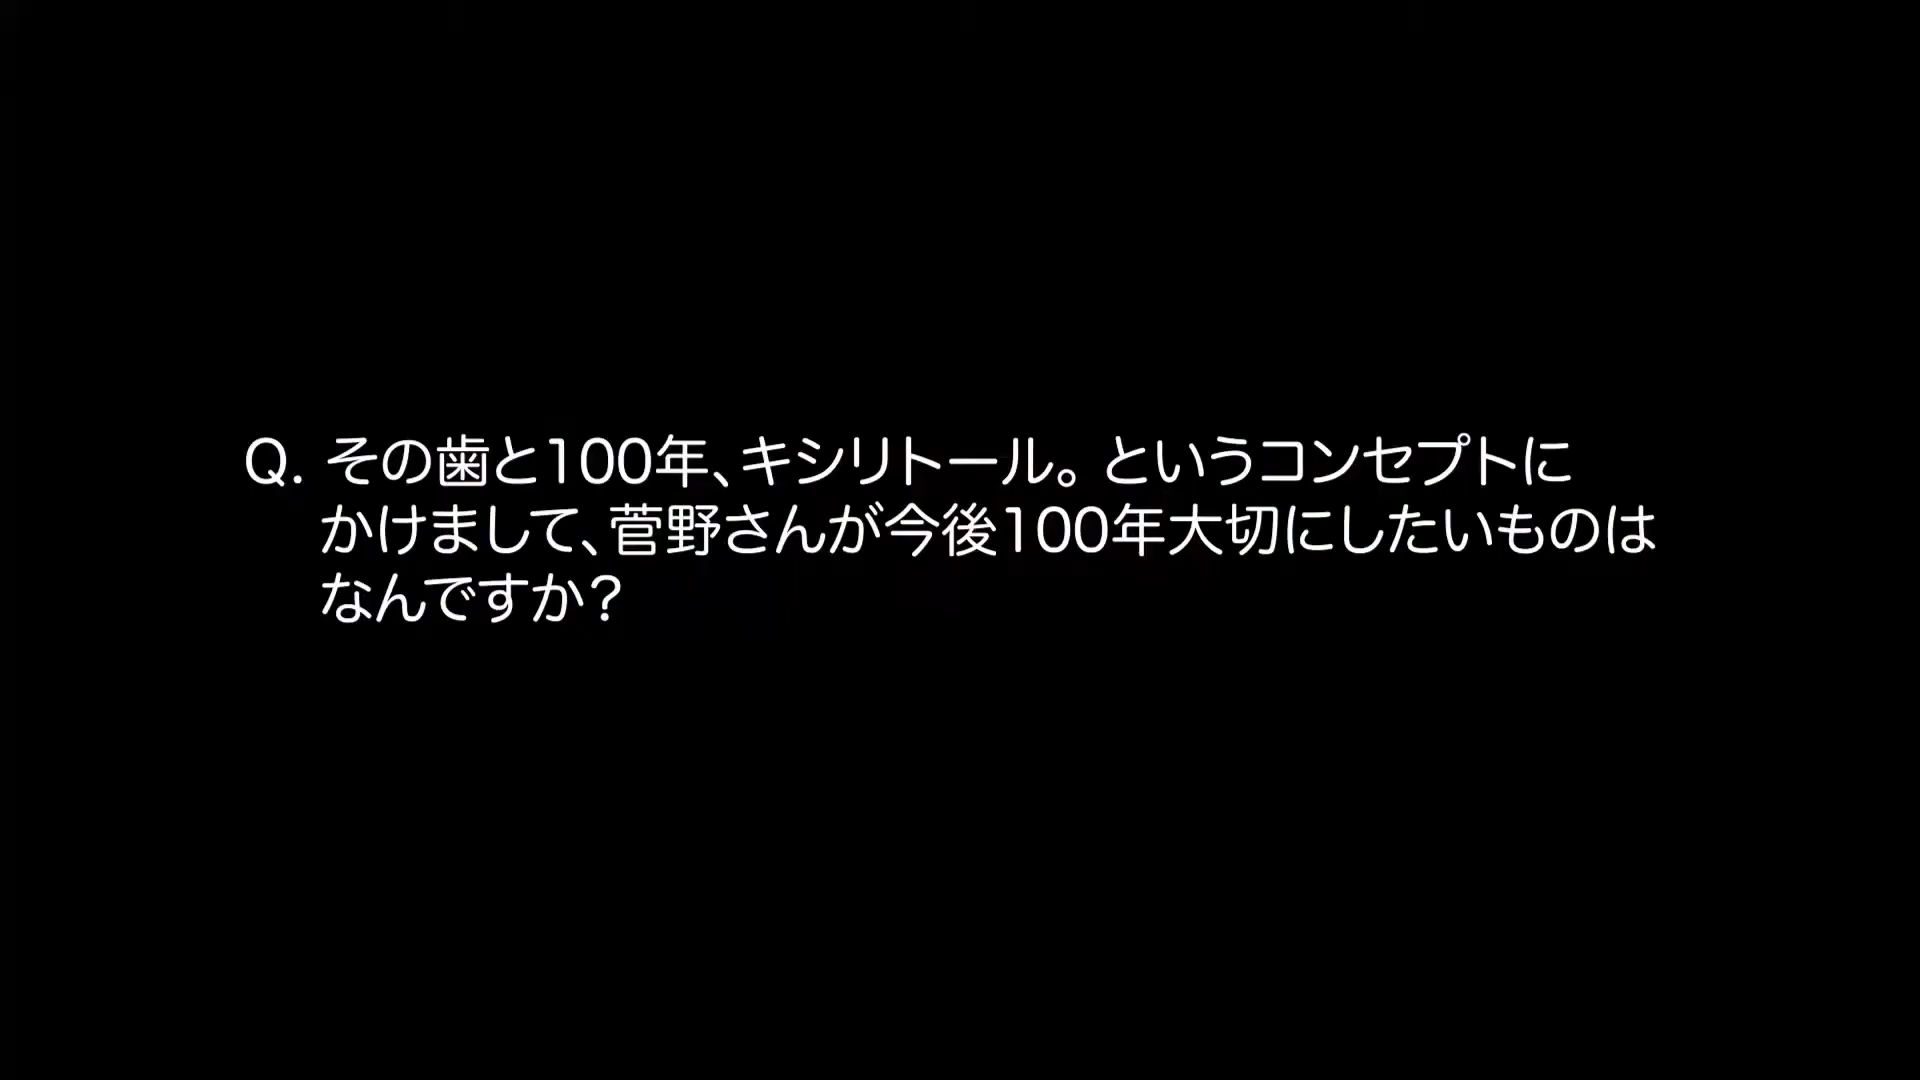 Q. その歯と100年、キシリトール。というコンセプトに
かけまして、菅野さんが今後100年大切にしたいものは
なんですか？